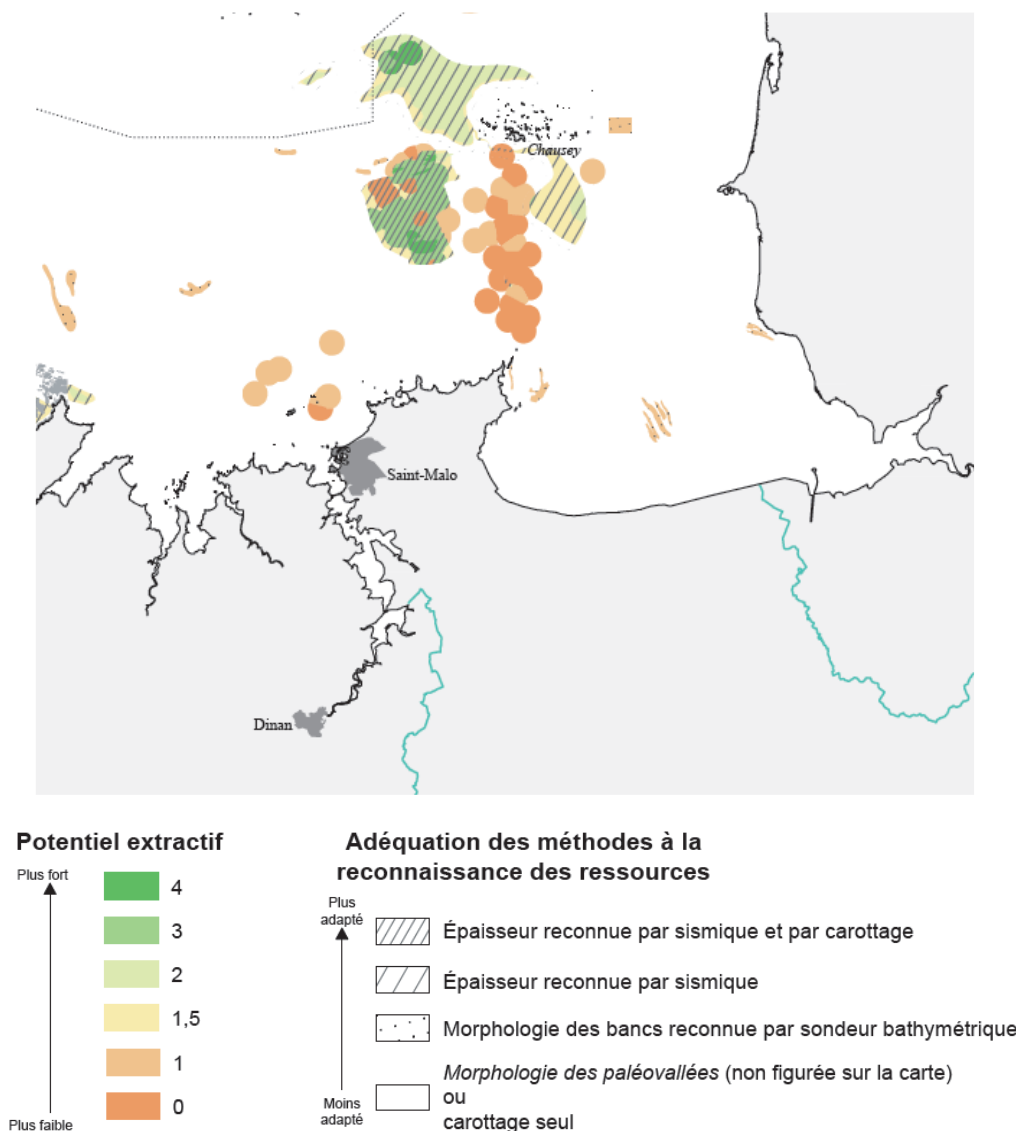 Chausey
Saint-Malo
Dinan
Potentiel extractif
Plus fort
4
3
2
1,5
1
0
Plus faible
Adéquation des méthodes à la
reconnaissance des ressources
Plus
adapté
Épaisseur reconnue par sismique et par carottage
Épaisseur reconnue par sismique
Morphologie des bancs reconnue par sondeur bathymétrique
Morphologie des paléovallées (non figurée sur la carte)
ou
carottage seul
Moins
adapté